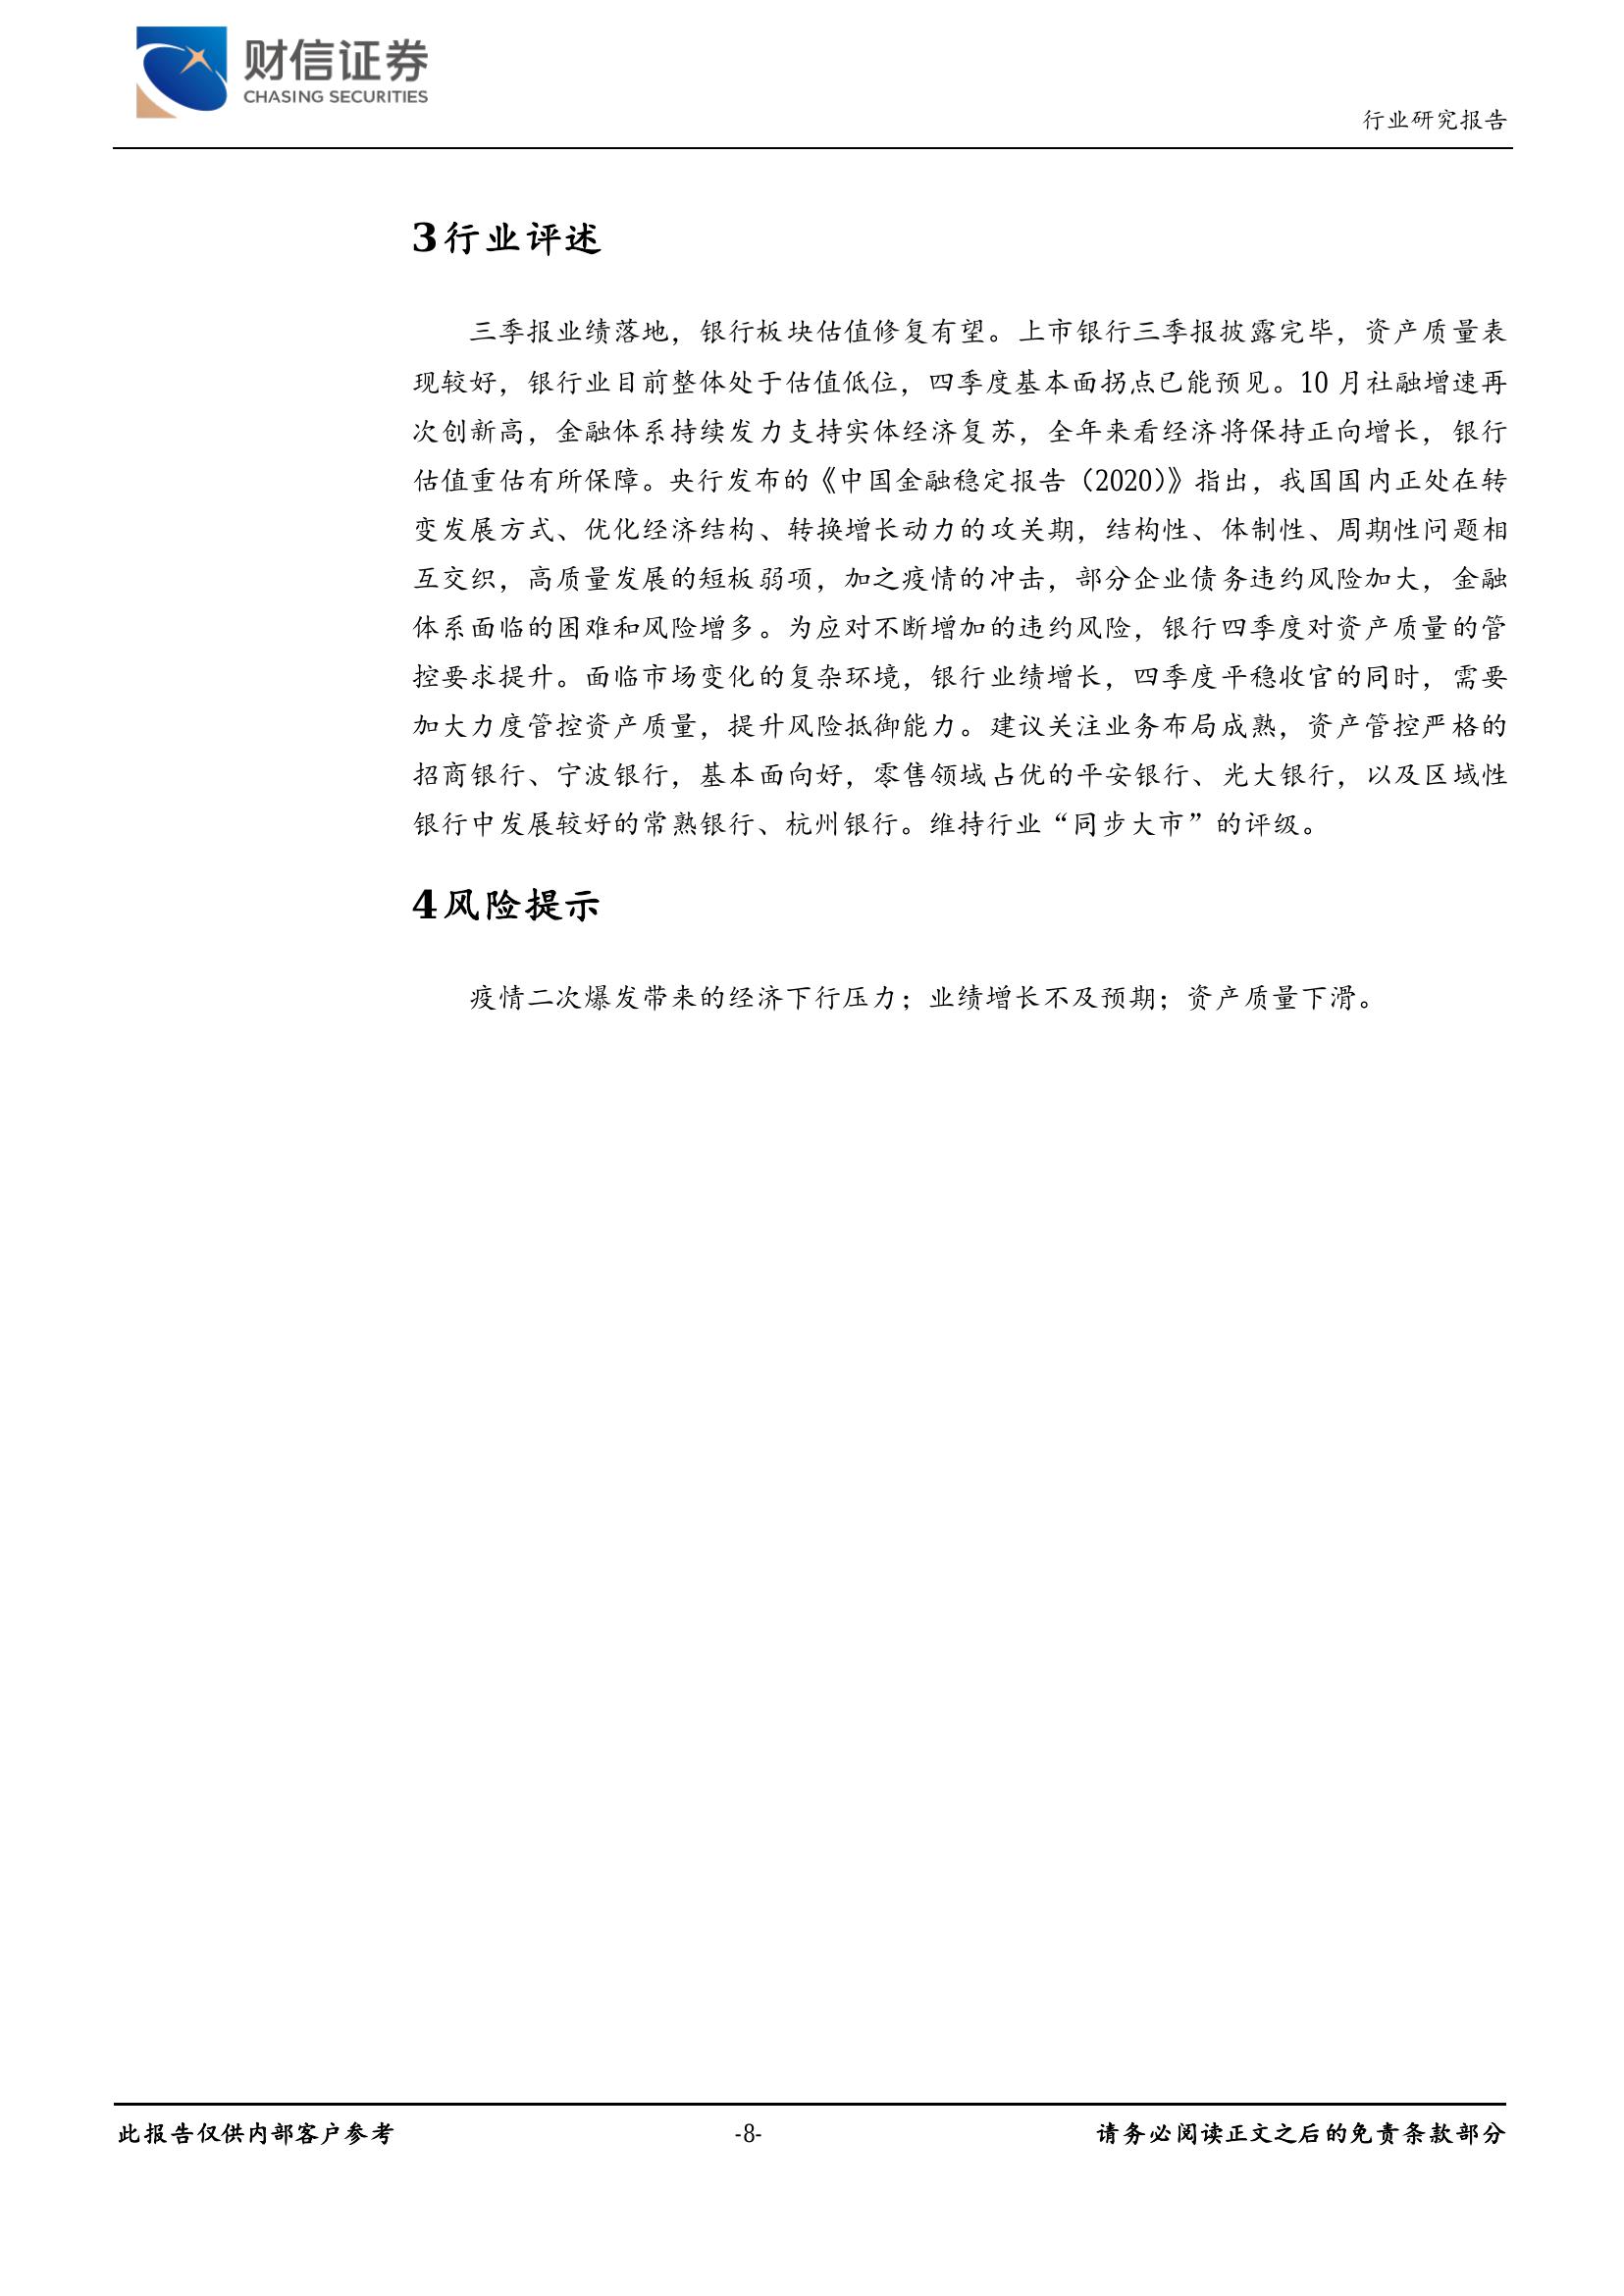 财信证券
CHASING SECURITIES
行业研究报告
3 行业评述
三季报业绩落地，银行板块估值修复有望。上市银行三季报披露完毕，资产质量表
现较好，银行业目前整体处于估值低位，四季度基本面拐点已能预见。10 月社融增速再
次创新高，金融体系持续发力支持实体经济复苏，全年来看经济将保持正向增长，银行
估值重估有所保障。央行发布的《中国金融稳定报告（2020）》指出，我国国内正处在转
变发展方式、优化经济结构、转换增长动力的攻关期，结构性、体制性、周期性问题相
互交织，高质量发展的短板弱项，加之疫情的冲击，部分企业债务违约风险加大，金融
体系面临的困难和风险增多。为应对不断增加的违约风险，银行四季度对资产质量的管
控要求提升。面临市场变化的复杂环境，银行业绩增长，四季度平稳收官的同时，需要
加大力度管控资产质量，提升风险抵御能力。建议关注业务布局成熟，资产管控严格的
招商银行、宁波银行，基本面向好，零售领域占优的平安银行、光大银行，以及区域性
银行中发展较好的常熟银行、杭州银行。维持行业“同步大市”的评级。
4 风险提示
疫情二次爆发带来的经济下行压力；业绩增长不及预期；资产质量下滑。
此报告仅供内部客户参考
-8-
请务必阅读正文之后的免责条款部分